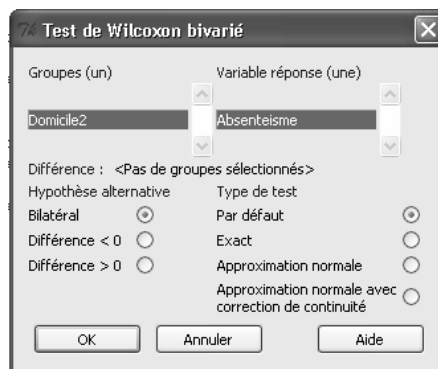 Test de Wilcoxon bivarié
Groupes (un)
Variable réponse (une)
Domicile2
Absenteisme
Différence : <Pas de groupes sélectionnés>
Hypothèse alternative
Type de test
Bilatéral
Par défaut
Différence < 0
Exact
Différence > 0
Approximation normale
Approximation normale avec
correction de continuité
OK
Annuler
Aide